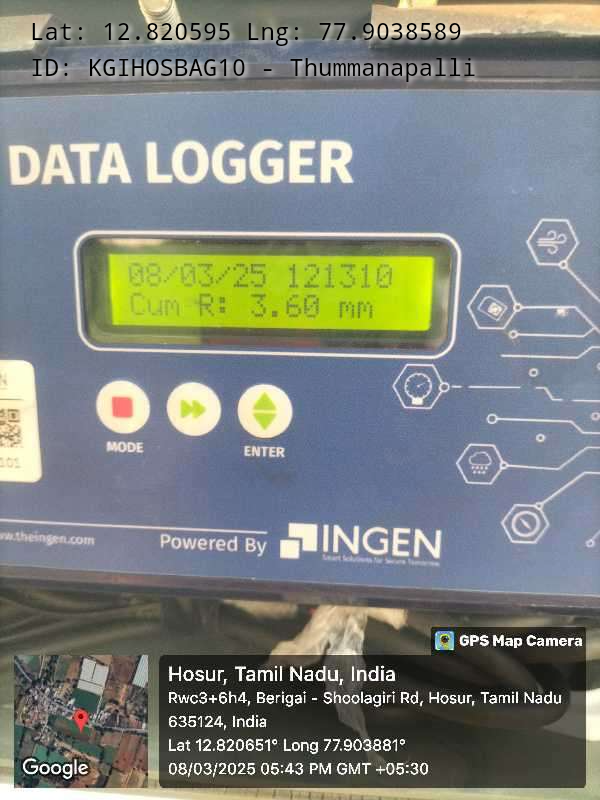 Lat: 12.820595 Lng: 77.9038589
ID: KGIHOSBAG10 - Thummanapalli
DATA LOGGER
08/03/25 121310
Cum R: 3.60 mm
MODE
ENTER
Powered By INGEN
Smart Solutions for Secure Tomorrow
GPS Map Camera
Hosur, Tamil Nadu, India
Rwc3+6h4, Berigai - Shoolagiri Rd, Hosur, Tamil Nadu
635124, India
Lat 12.820651° Long 77.903881°
08/03/2025 05:43 PM GMT +05:30
Google